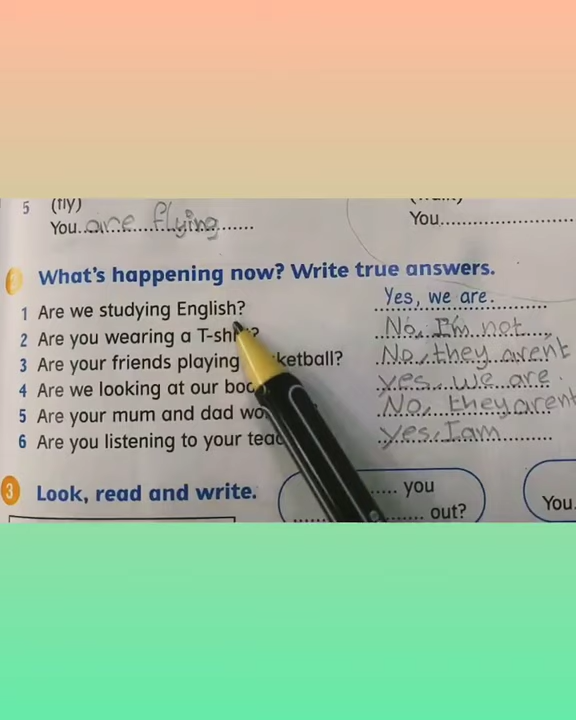 5 (fly)
You..are flying......
You....................
What's happening now? Write true answers.
1 Are we studying English? Yes, we are.
2 Are you wearing a T-sh ? No, I'm not
3 Are your friends playing ketball? No, they arent
4 Are we looking at our boo yes, we are
5 Are your mum and dad wo No, they arent
6 Are you listening to your teac yes, I am
3 Look, read and write.
..... you
........ out?
You.